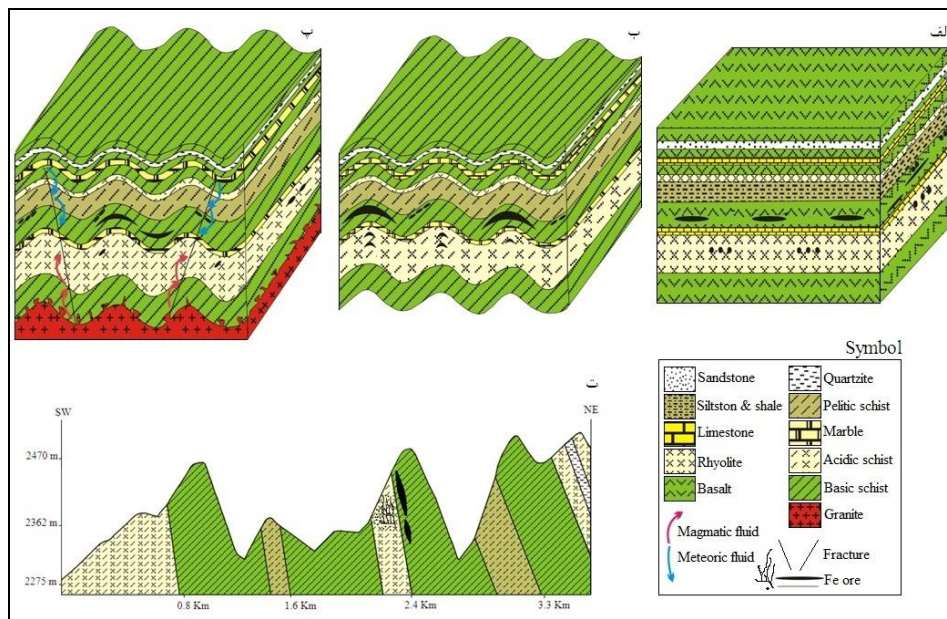 پ
ب
الف
Symbol
Sandstone
Siltston & shale
Limestone
Rhyolite
Basalt
Magmatic fluid
Meteoric fluid
Quartzite
Pelitic schist
Marble
Acidic schist
Basic schist
Granite
Fracture
Fe ore
ت
SW
NE
2470 m.
2362 m.
2275 m.
0.8 Km
1.6 Km
2.4 Km
3.3 Km